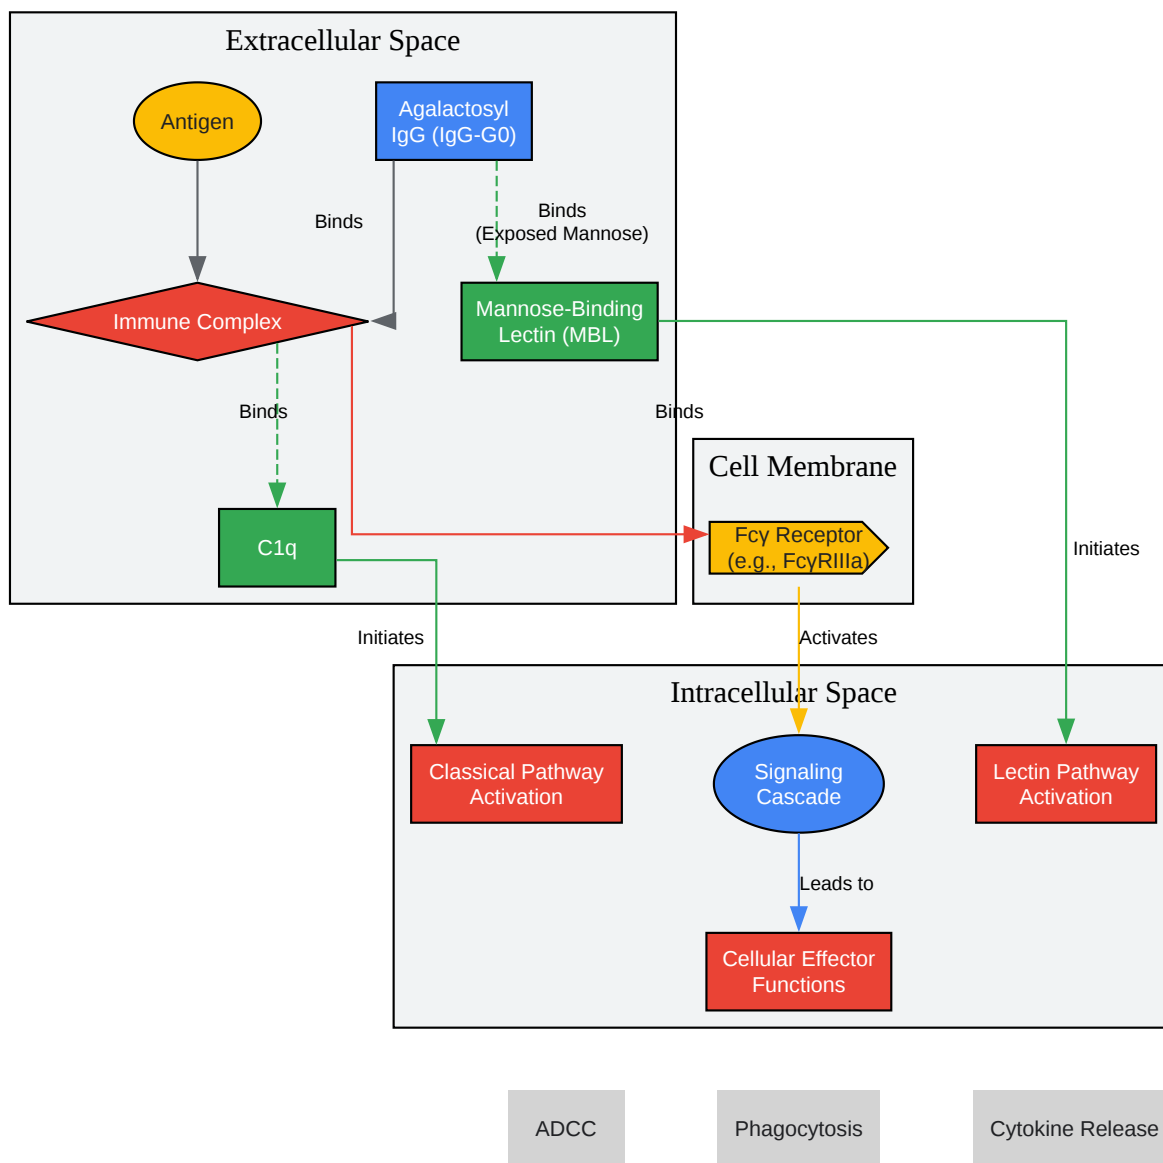 Extracellular Space
Antigen
Agalactosyl
IgG (IgG-G0)
Binds
Binds
(Exposed Mannose)
Immune Complex
Mannose-Binding
Lectin (MBL)
Binds
Binds
Cell Membrane
C1q
Fcγ Receptor
(e.g., FcγRIIIa)
Initiates
Initiates
Activates
Intracellular Space
Classical Pathway
Activation
Signaling
Cascade
Lectin Pathway
Activation
Leads to
Cellular Effector
Functions
ADCC
Phagocytosis
Cytokine Release